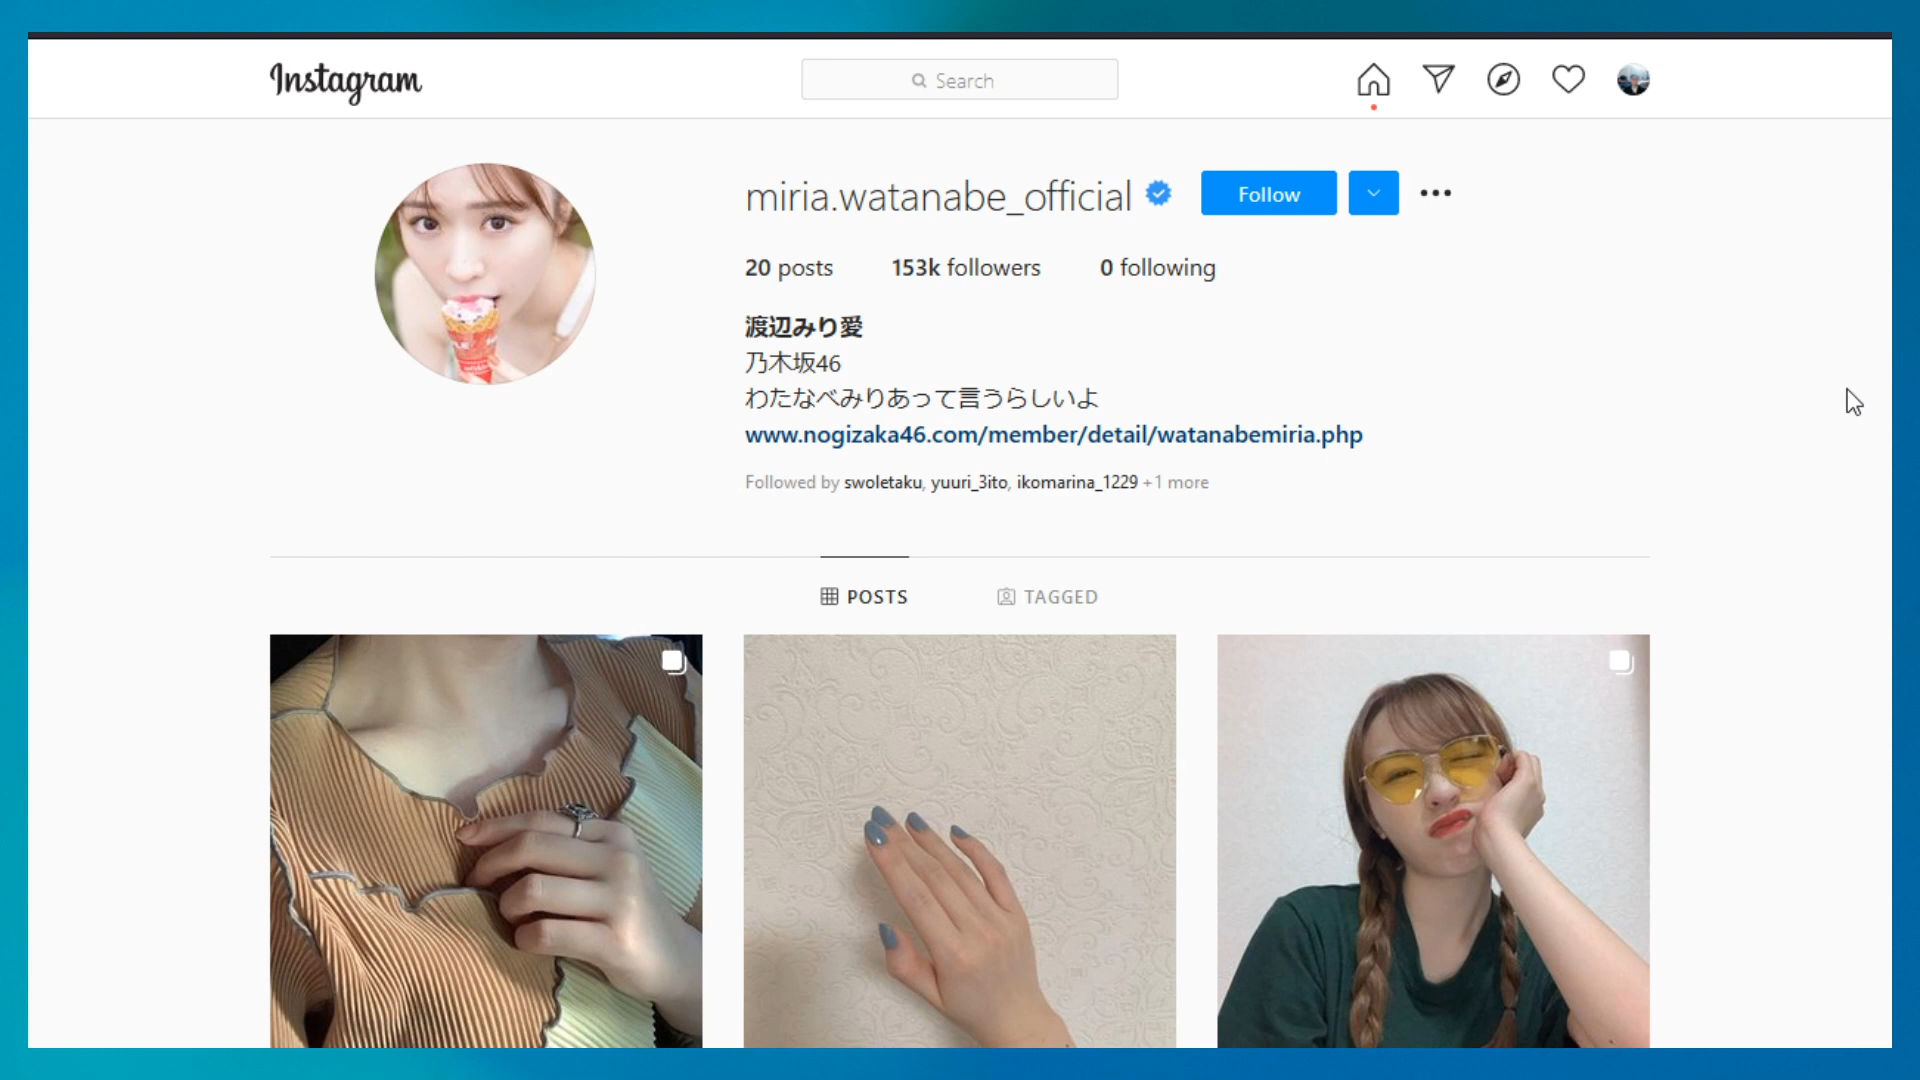 Instagram
Search
miria.watanabe_official
Follow
20 posts 153k followers 0 following
渡辺みり愛
乃木坂46
わたなべみりあって言うらしいよ
www.nogizaka46.com/member/detail/watanabemiria.php
Followed by swoletaku, yuuri_3ito, ikomarina_1229 +1 more
POSTS TAGGED